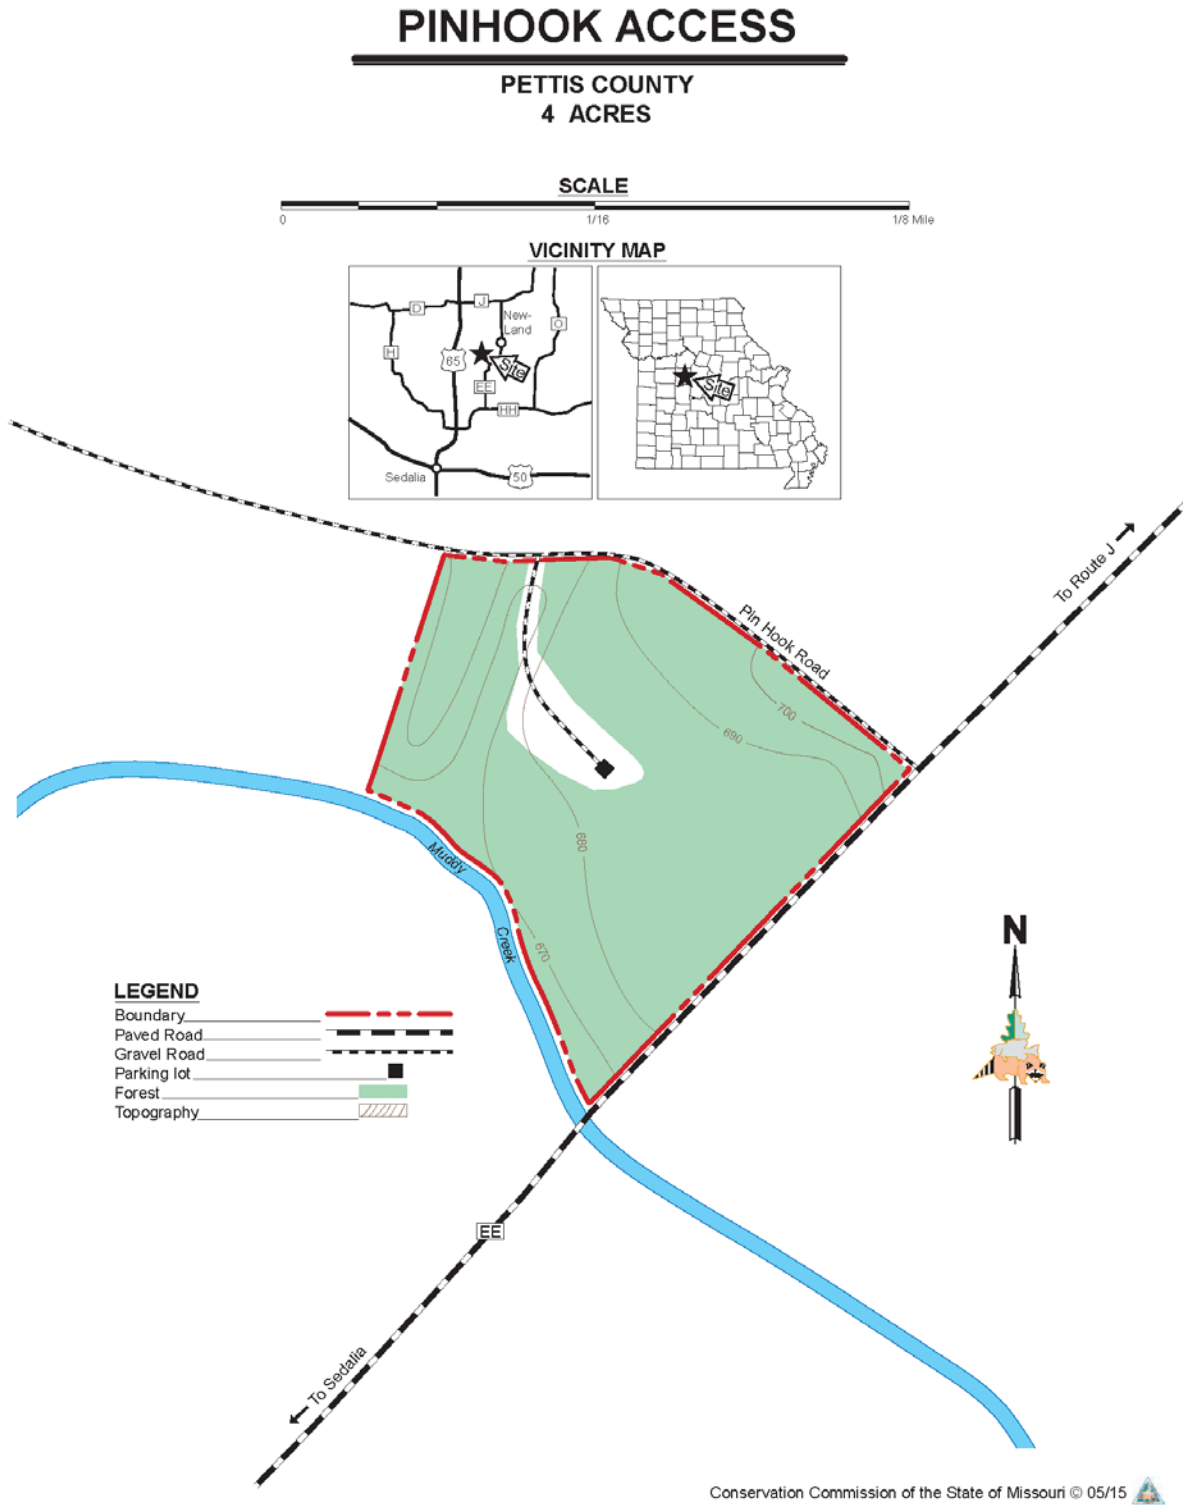 PINHOOK ACCESS
PETTIS COUNTY
4 ACRES
SCALE
0 1/16 1/8 Mile
VICINITY MAP
D
J
New-
Land
O
H
65
Site
EE
HH
Sedalia
50
Site
To Route J
Pin Hook Road
700
690
680
Muddy
Creek
670
N
LEGEND
Boundary
Paved Road
Gravel Road
Parking lot
Forest
Topography
EE
To Sedalia
Conservation Commission of the State of Missouri © 05/15